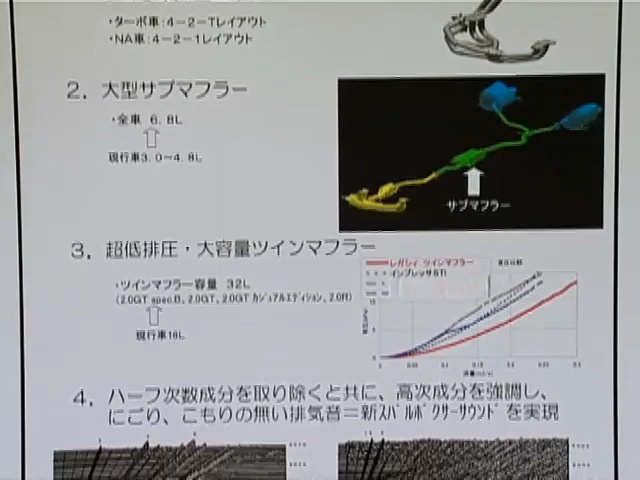 ・ターボ車：4－2－Tレイアウト
・NA車：4－2－1レイアウト
2．大型サブマフラー
・全車 6.8L
現行車3.0～4.8L
サブマフラー
3．超低排圧・大容量ツインマフラー
・ツインマフラー容量 32L
(2.0GT spec.B, 2.0GT, 2.0GT ｶｼﾞｭｱﾙｴﾃﾞｨｼｮﾝ, 2.0R)
現行車16L
レガシィ ツインマフラー
インプレッサSTi
4．ハーフ次数成分を取り除くと共に、高次成分を強調し、
にごり、こもりの無い排気音＝新ｽﾊﾞﾙﾎﾞｸｻｰｻｳﾝﾄﾞを実現